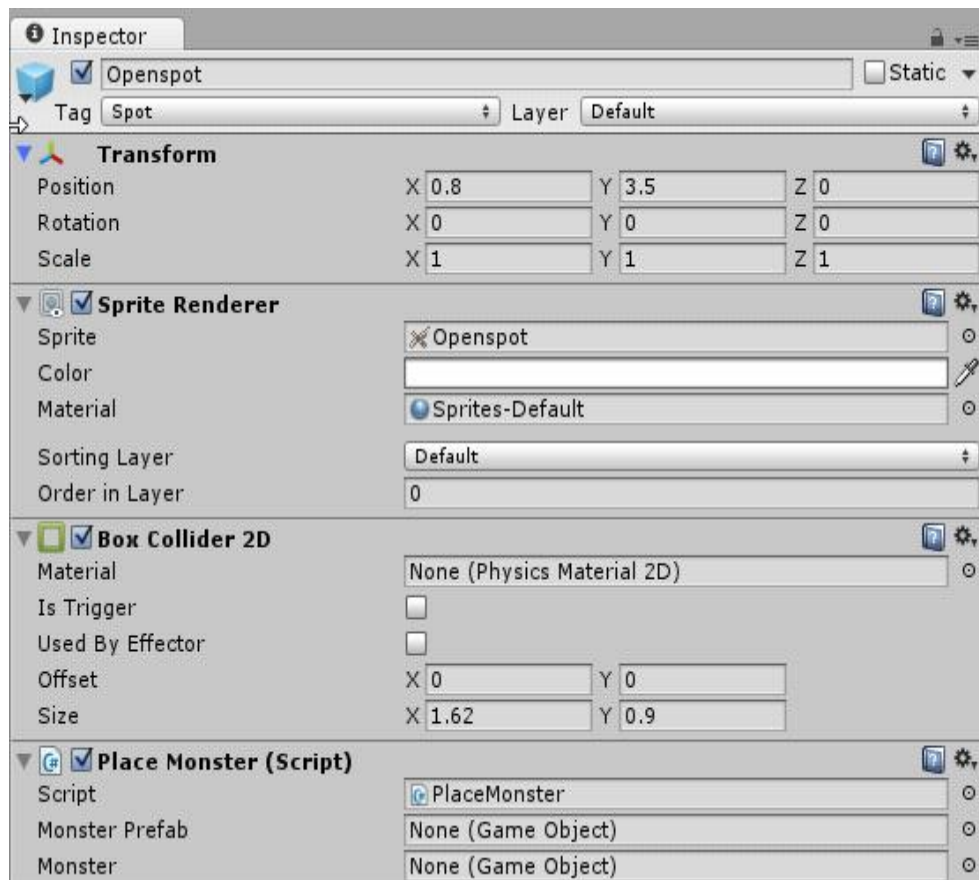 Inspector
Openspot Static
Tag Spot Layer Default
Transform
Position X 0.8 Y 3.5 Z 0
Rotation X 0 Y 0 Z 0
Scale X 1 Y 1 Z 1
Sprite Renderer
Sprite Openspot
Color
Material Sprites-Default
Sorting Layer Default
Order in Layer 0
Box Collider 2D
Material None (Physics Material 2D)
Is Trigger
Used By Effector
Offset X 0 Y 0
Size X 1.62 Y 0.9
Place Monster (Script)
Script PlaceMonster
Monster Prefab None (Game Object)
Monster None (Game Object)